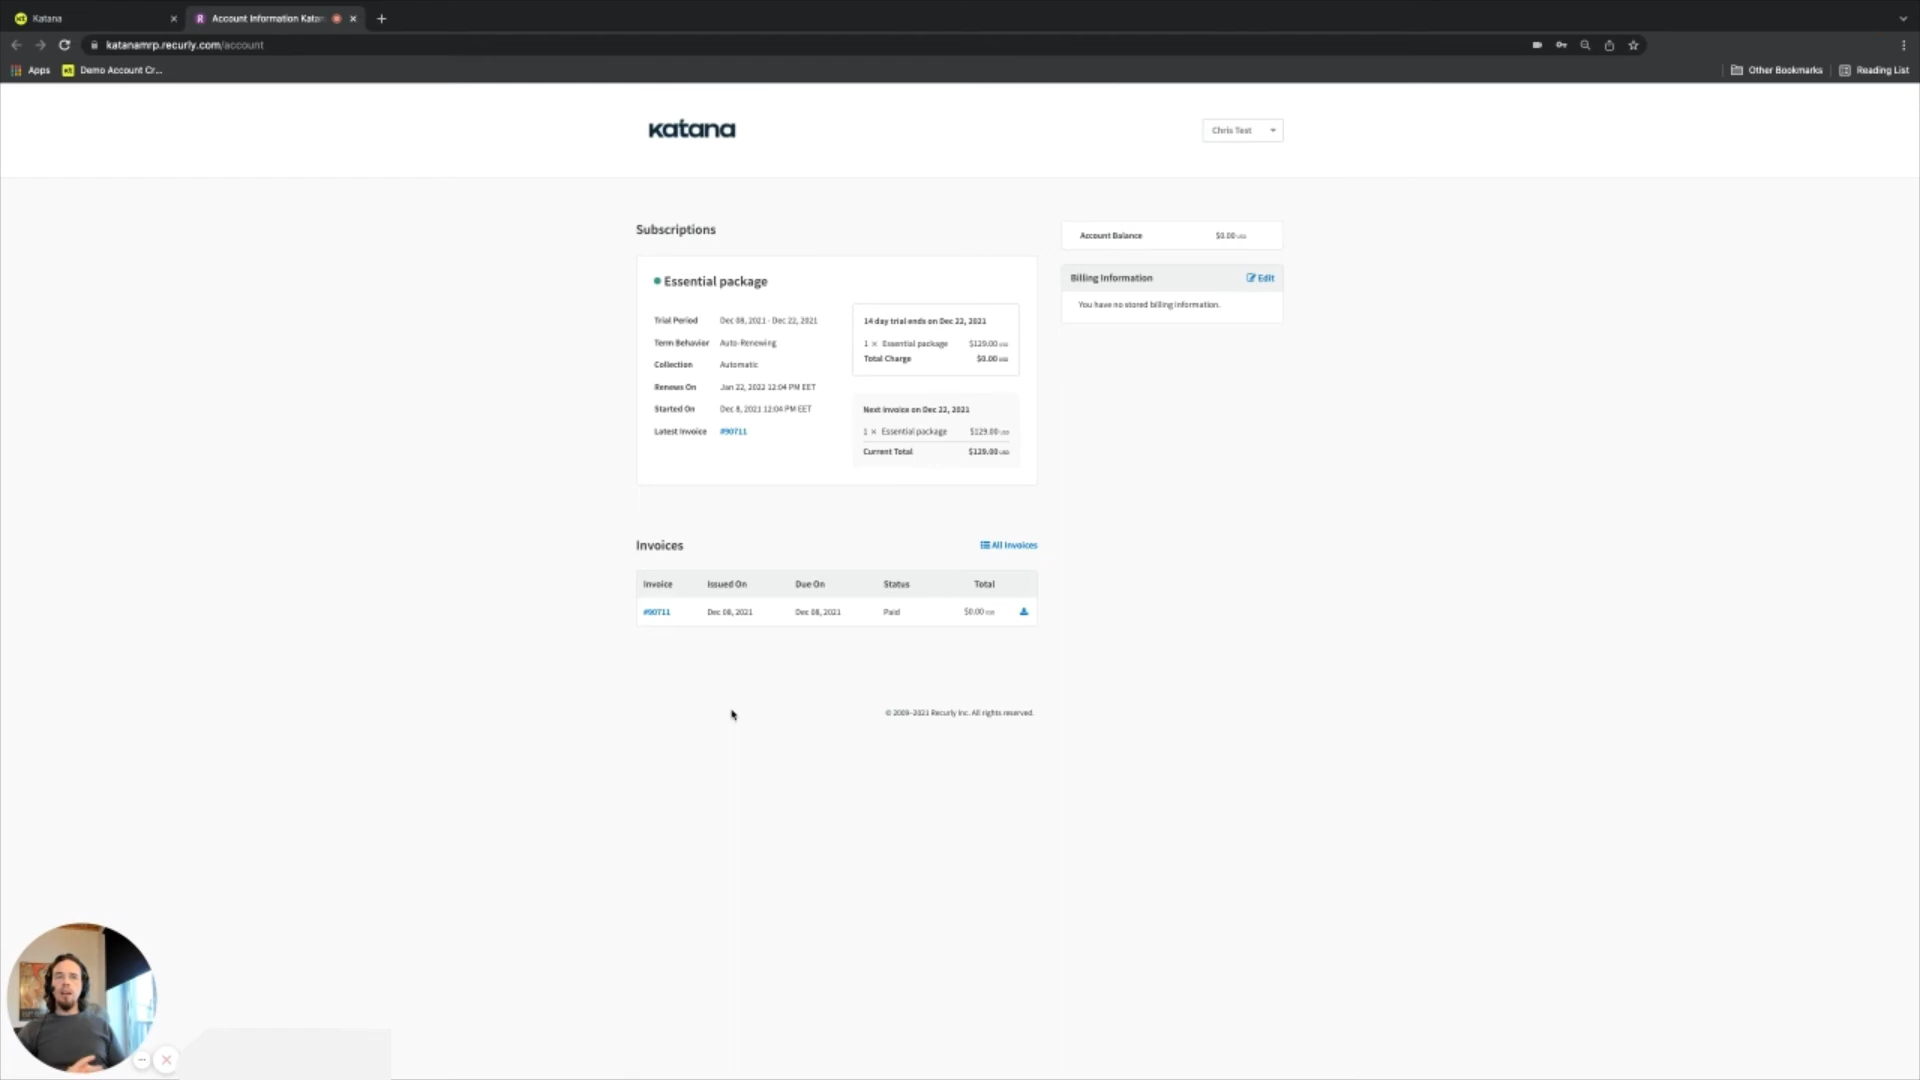 Katana
Account Information Katan
katanamrp.recurly.com/account
Apps
Demo Account Cr...
Other Bookmarks
Reading List
katana
Chris Test
Subscriptions
Account Balance $0.00 USD
Essential package
Billing Information Edit
You have no stored billing information.
Trial Period Dec 08, 2021 - Dec 22, 2021
14 day trial ends on Dec 22, 2021
Term Behavior Auto-Renewing
1 × Essential package $129.00 USD
Total Charge $0.00 USD
Collection Automatic
Renews On Jan 22, 2022 12:04 PM EET
Started On Dec 8, 2021 12:04 PM EET
Next invoice on Dec 22, 2021
Latest Invoice #90711
1 × Essential package $129.00 USD
Current Total $129.00 USD
Invoices All Invoices
Invoice Issued On Due On Status Total
#90711 Dec 08, 2021 Dec 08, 2021 Paid $0.00 USD
© 2009–2021 Recurly Inc. All rights reserved.